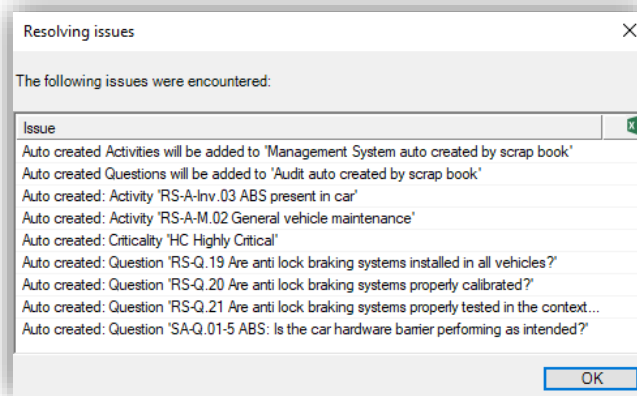 Resolving issues
The following issues were encountered:
Issue
Auto created Activities will be added to 'Management System auto created by scrap book'
Auto created Questions will be added to 'Audit auto created by scrap book'
Auto created: Activity 'RS-A-Inv.03 ABS present in car'
Auto created: Activity 'RS-A-M.02 General vehicle maintenance'
Auto created: Criticality 'HC Highly Critical'
Auto created: Question 'RS-Q.19 Are anti lock braking systems installed in all vehicles?'
Auto created: Question 'RS-Q.20 Are anti lock braking systems properly calibrated?'
Auto created: Question 'RS-Q.21 Are anti lock braking systems properly tested in the context...
Auto created: Question 'SA-Q.01-5 ABS: Is the car hardware barrier performing as intended?'
OK